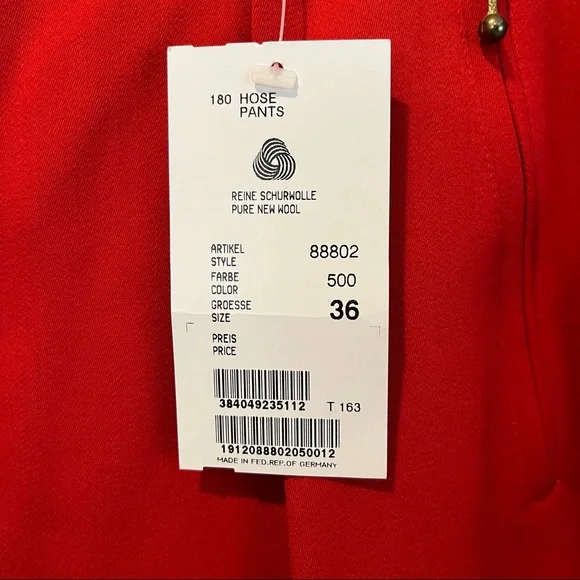 180 HOSE
PANTS
REINE SCHURWOLLE
PURE NEW WOOL
ARTIKEL
STYLE 88802
FARBE
COLOR 500
GROESSE
SIZE 36
PREIS
PRICE
384049235112 T 163
1912088802050012
MADE IN FED.REP.OF GERMANY